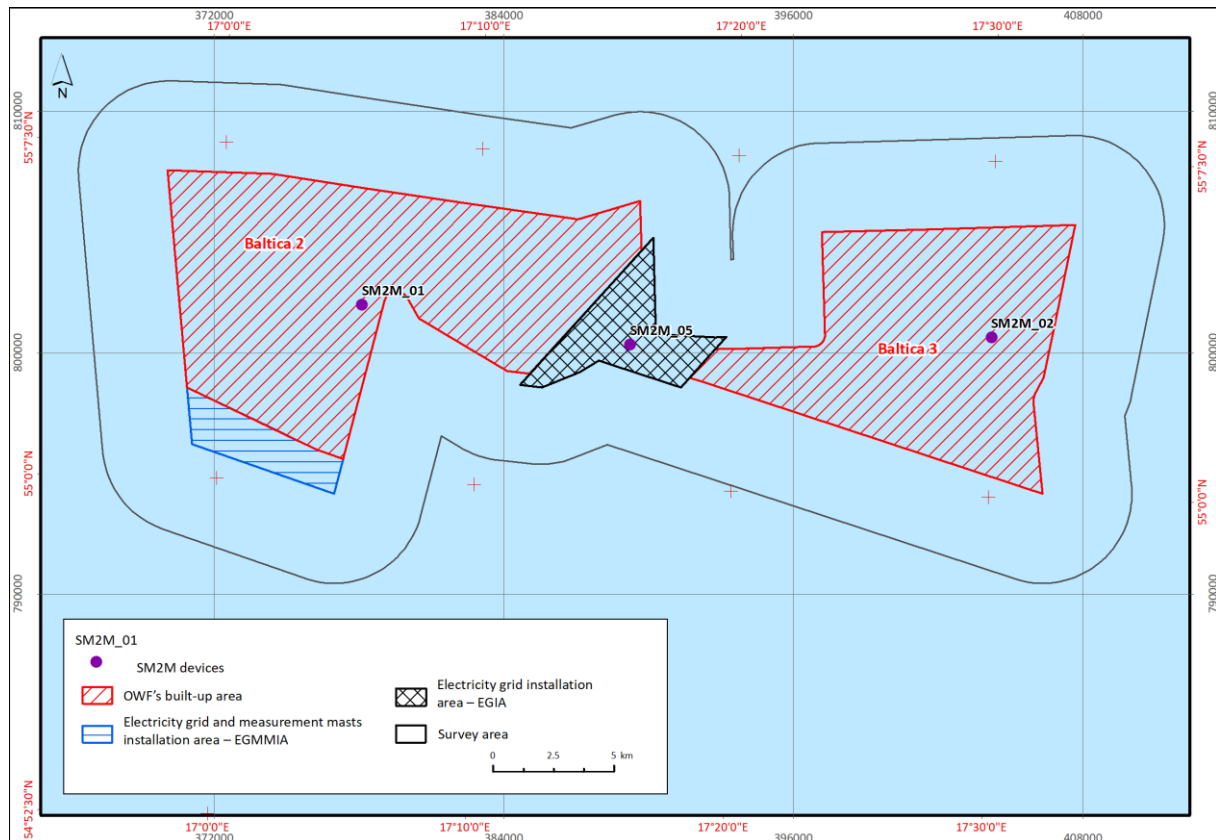 372000 384000 396000 408000
17°0'0"E 17°10'0"E 17°20'0"E 17°30'0"E
N
810000 810000
55°7'30"N 55°7'30"N
Baltica 2
SM2M_01
SM2M_05
SM2M_02
Baltica 3
800000 800000
55°0'0"N 55°0'0"N
790000 790000
SM2M_01
SM2M devices
OWF's built-up area
Electricity grid and measurement masts
installation area – EGMMIA
Electricity grid installation
area – EGIA
Survey area
0 2.5 5 km
54°52'30"N
17°0'0"E 17°10'0"E 17°20'0"E 17°30'0"E
372000 384000 396000 408000